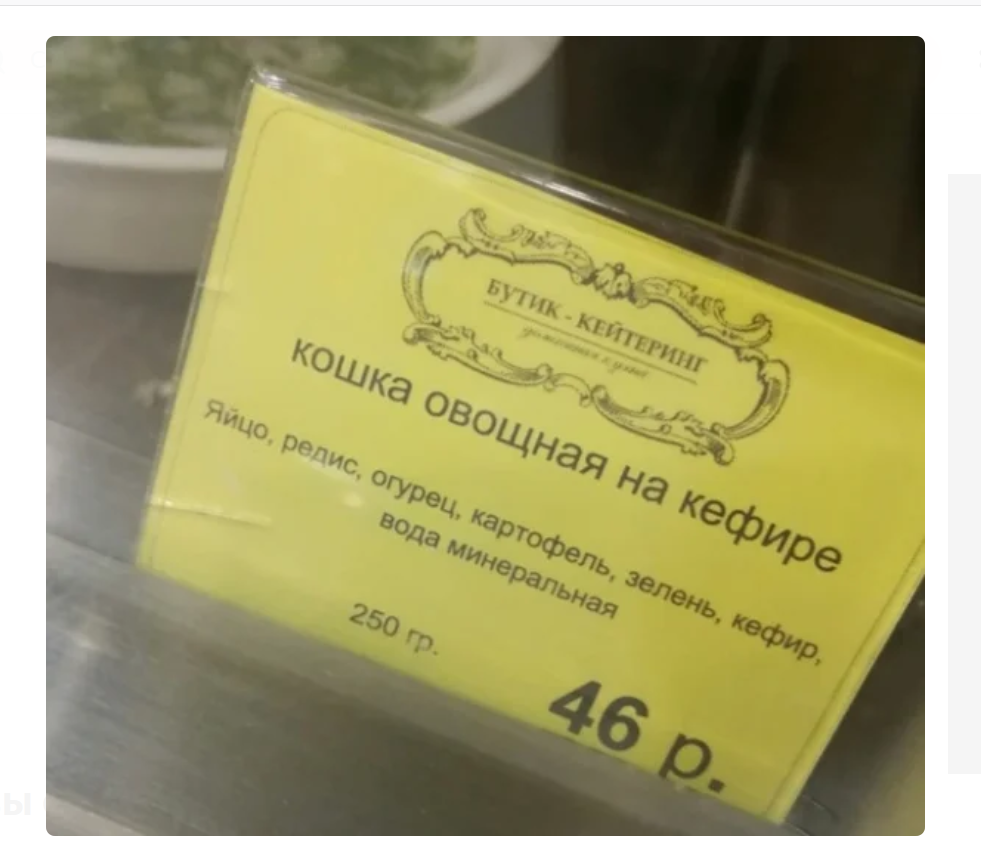 БУТИК - КЕЙТЕРИНГ
кошка овощная на кефире
Яйцо, редис, огурец, картофель, зелень, кефир,
вода минеральная
250 гр.
46 р.